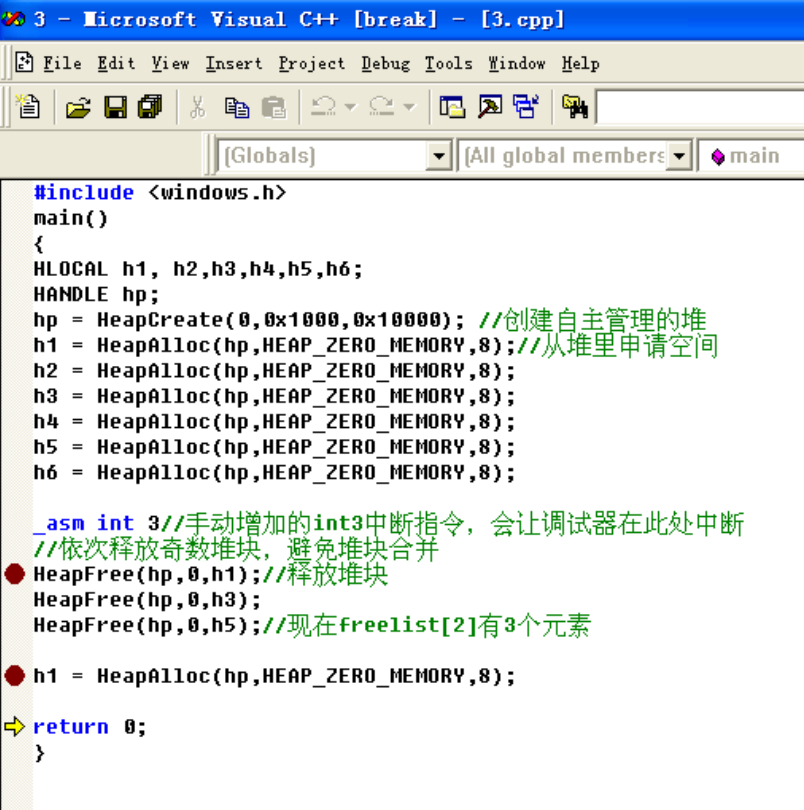 3 - Microsoft Visual C++ [break] - [3.cpp]
File Edit View Insert Project Debug Tools Window Help
(Globals) (All global members main
#include <windows.h>
main()
{
HLOCAL h1, h2,h3,h4,h5,h6;
HANDLE hp;
hp = HeapCreate(0,0x1000,0x10000); //创建自主管理的堆
h1 = HeapAlloc(hp,HEAP_ZERO_MEMORY,8);//从堆里申请空间
h2 = HeapAlloc(hp,HEAP_ZERO_MEMORY,8);
h3 = HeapAlloc(hp,HEAP_ZERO_MEMORY,8);
h4 = HeapAlloc(hp,HEAP_ZERO_MEMORY,8);
h5 = HeapAlloc(hp,HEAP_ZERO_MEMORY,8);
h6 = HeapAlloc(hp,HEAP_ZERO_MEMORY,8);
_asm int 3//手动增加的int3中断指令，会让调试器在此处中断
//依次释放奇数堆块，避免堆块合并
HeapFree(hp,0,h1);//释放堆块
HeapFree(hp,0,h3);
HeapFree(hp,0,h5);//现在freelist[2]有3个元素
h1 = HeapAlloc(hp,HEAP_ZERO_MEMORY,8);
return 0;
}